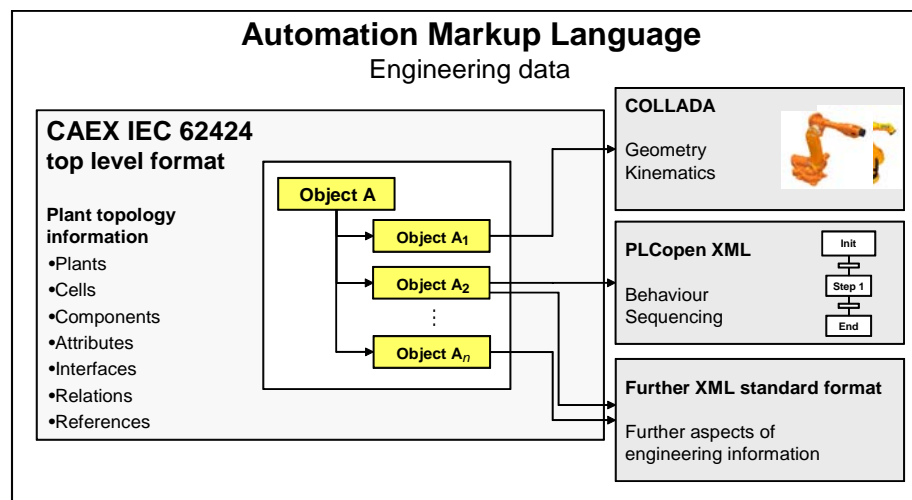 Automation Markup Language
Engineering data
CAEX IEC 62424
top level format
Plant topology
information
•Plants
•Cells
•Components
•Attributes
•Interfaces
•Relations
•References
Object A
Object A₁
Object A₂
⋮
Object Aₙ
COLLADA
Geometry
Kinematics
PLCopen XML
Behaviour
Sequencing
Init
Step 1
End
Further XML standard format
Further aspects of
engineering information